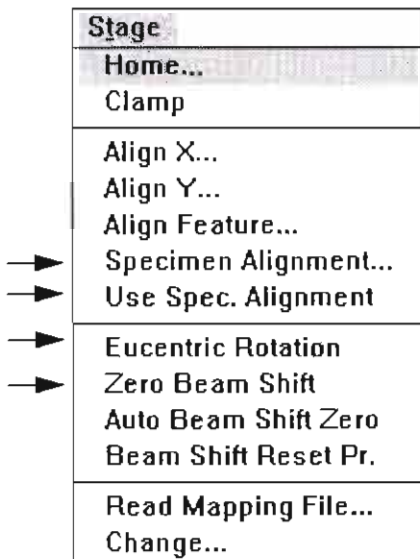 Stage
Home...
Clamp
Align X...
Align Y...
Align Feature...
Specimen Alignment...
Use Spec. Alignment
Eucentric Rotation
Zero Beam Shift
Auto Beam Shift Zero
Beam Shift Reset Pr.
Read Mapping File...
Change...